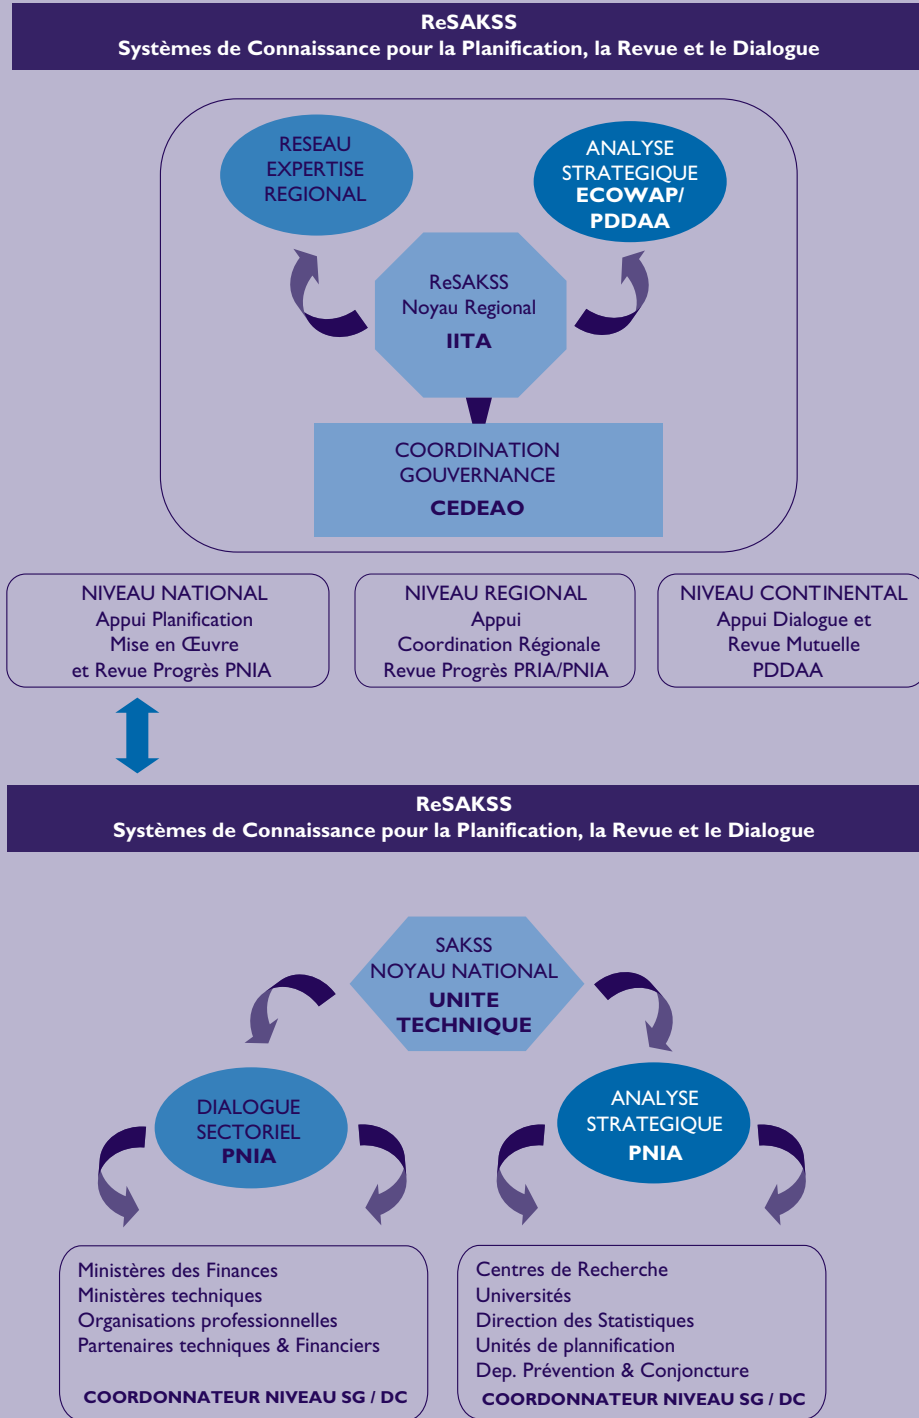 ReSAKSS
Systèmes de Connaissance pour la Planification, la Revue et le Dialogue
RESEAU
EXPERTISE
REGIONAL
ANALYSE
STRATEGIQUE
ECOWAP/
PDDAA
ReSAKSS
Noyau Regional
IITA
COORDINATION
GOUVERNANCE
CEDEAO
NIVEAU NATIONAL
Appui Planification
Mise en Œuvre
et Revue Progrès PNIA
NIVEAU REGIONAL
Appui
Coordination Régionale
Revue Progrès PRIA/PNIA
NIVEAU CONTINENTAL
Appui Dialogue et
Revue Mutuelle
PDDAA
ReSAKSS
Systèmes de Connaissance pour la Planification, la Revue et le Dialogue
SAKSS
NOYAU NATIONAL
UNITE
TECHNIQUE
DIALOGUE
SECTORIEL
PNIA
ANALYSE
STRATEGIQUE
PNIA
Ministères des Finances
Ministères techniques
Organisations professionnelles
Partenaires techniques & Financiers
COORDONNATEUR NIVEAU SG / DC
Centres de Recherche
Universités
Direction des Statistiques
Unités de plannification
Dep. Prévention & Conjoncture
COORDONNATEUR NIVEAU SG / DC